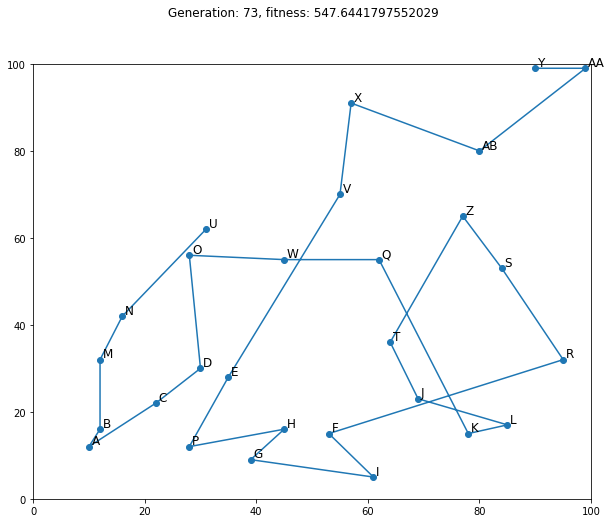 Generation: 73, fitness: 547.6441797552029
100
Y
AA
X
80
AB
V
Z
U
60
O
W
Q
S
N
40
T
M
R
D
E
J
C
20
B
H
F
K
L
A
P
G
I
0
0
20
40
60
80
100